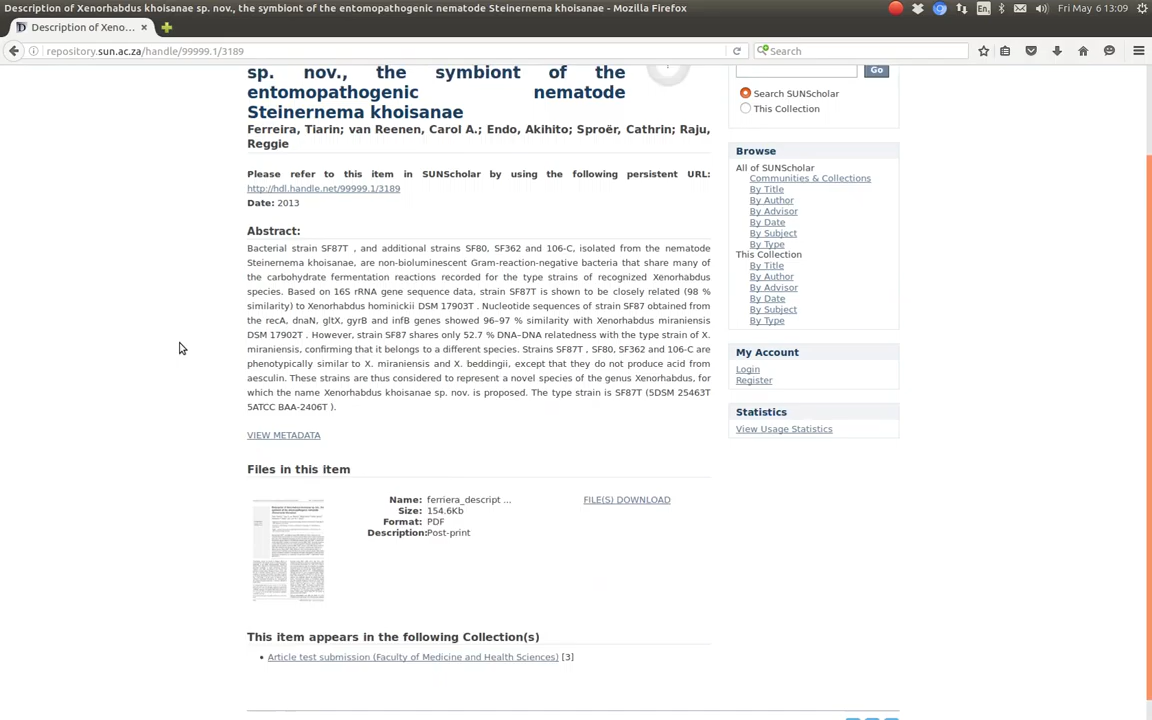 Description of Xenorhabdus khoisanae sp. nov., the symbiont of the entomopathogenic nematode Steinernema khoisanae - Mozilla Firefox
En
Fri May 6 13:09
Description of Xeno...
repository.sun.ac.za/handle/99999.1/3189
Search
sp. nov., the symbiont of the
entomopathogenic nematode
Steinernema khoisanae
Ferreira, Tiarin; van Reenen, Carol A.; Endo, Akihito; Sproër, Cathrin; Raju,
Reggie
Please refer to this item in SUNScholar by using the following persistent URL:
http://hdl.handle.net/99999.1/3189
Date: 2013
Abstract:
Bacterial strain SF87T , and additional strains SF80, SF362 and 106-C, isolated from the nematode
Steinernema khoisanae, are non-bioluminescent Gram-reaction-negative bacteria that share many of
the carbohydrate fermentation reactions recorded for the type strains of recognized Xenorhabdus
species. Based on 16S rRNA gene sequence data, strain SF87T is shown to be closely related (98 %
similarity) to Xenorhabdus hominickii DSM 17903T . Nucleotide sequences of strain SF87 obtained from
the recA, dnaN, gltX, gyrB and infB genes showed 96–97 % similarity with Xenorhabdus miraniensis
DSM 17902T . However, strain SF87 shares only 52.7 % DNA–DNA relatedness with the type strain of X.
miraniensis, confirming that it belongs to a different species. Strains SF87T , SF80, SF362 and 106-C are
phenotypically similar to X. miraniensis and X. beddingii, except that they do not produce acid from
aesculin. These strains are thus considered to represent a novel species of the genus Xenorhabdus, for
which the name Xenorhabdus khoisanae sp. nov. is proposed. The type strain is SF87T (5DSM 25463T
5ATCC BAA-2406T ).
VIEW METADATA
Files in this item
Name: ferriera_descript ...
Size: 154.6Kb
Format: PDF
Description:Post-print
FILE(S) DOWNLOAD
This item appears in the following Collection(s)
• Article test submission (Faculty of Medicine and Health Sciences) [3]
Go
Search SUNScholar
This Collection
Browse
All of SUNScholar
Communities & Collections
By Title
By Author
By Advisor
By Date
By Subject
By Type
This Collection
By Title
By Author
By Advisor
By Date
By Subject
By Type
My Account
Login
Register
Statistics
View Usage Statistics